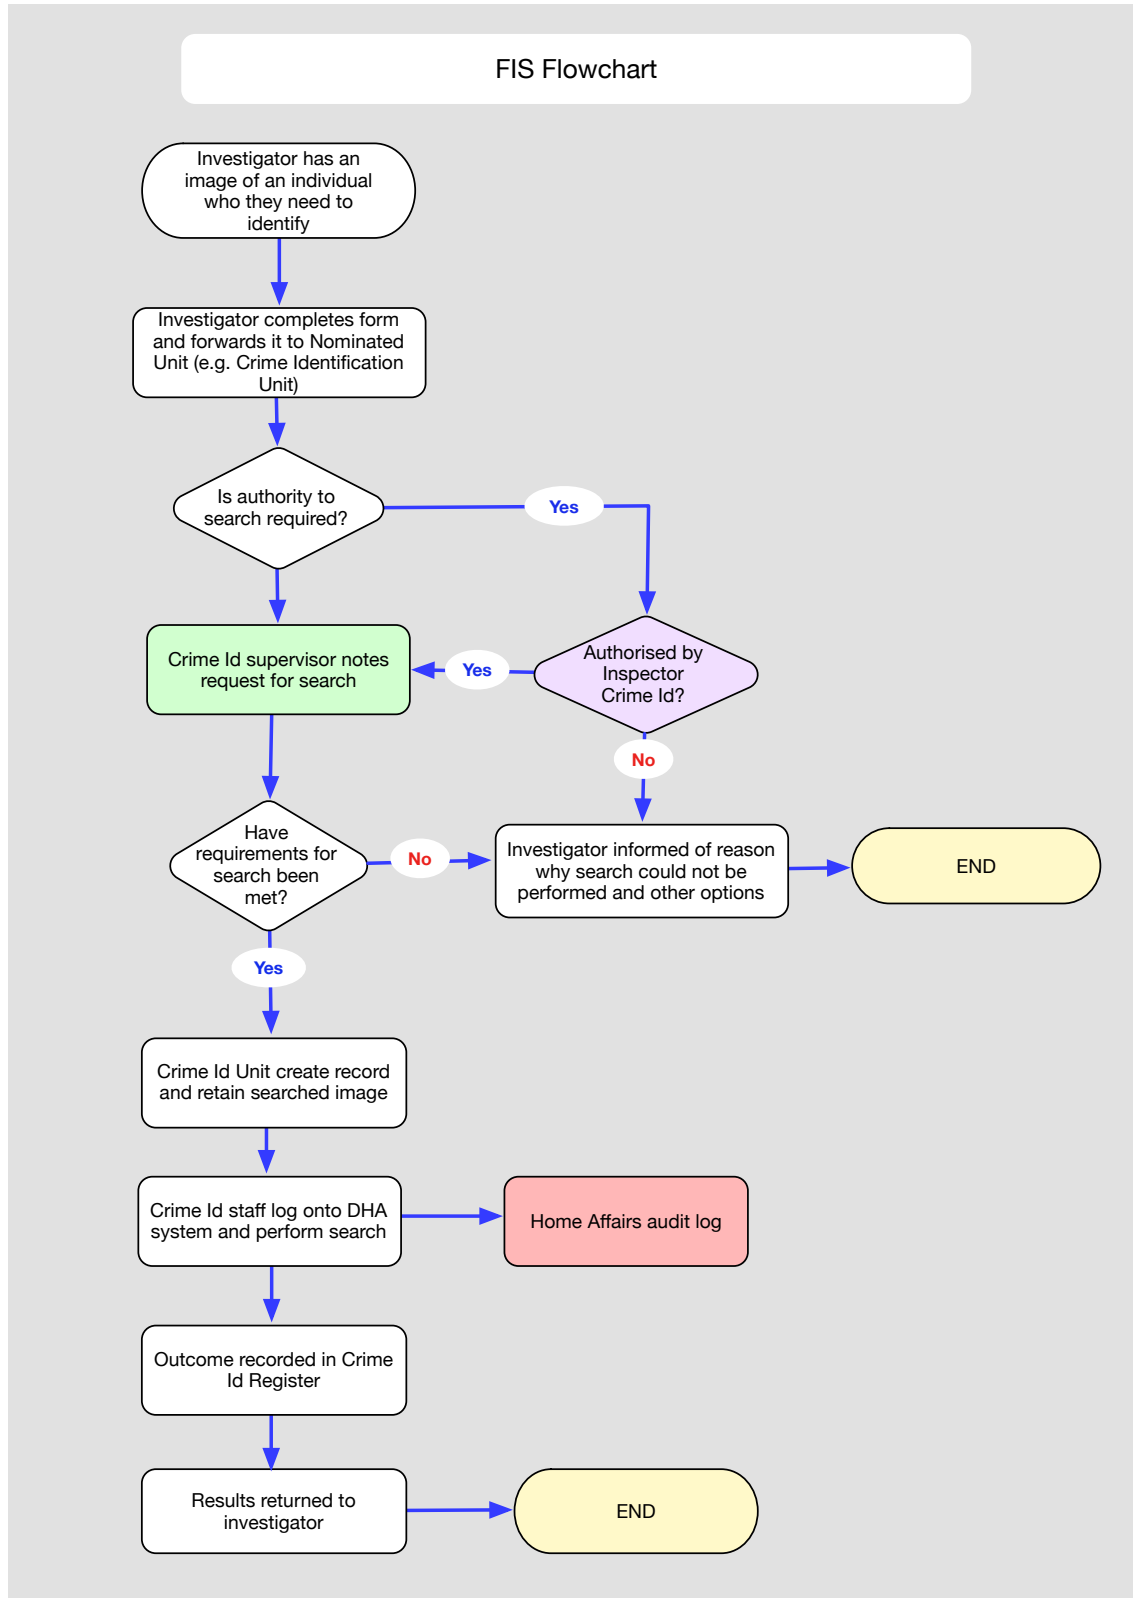 FIS Flowchart
Investigator has an
image of an individual
who they need to
identify
Investigator completes form
and forwards it to Nominated
Unit (e.g. Crime Identification
Unit)
Is authority to
search required?
Yes
Crime Id supervisor notes
request for search
Yes
Authorised by
Inspector
Crime Id?
No
Have
requirements for
search been
met?
No
Investigator informed of reason
why search could not be
performed and other options
END
Yes
Crime Id Unit create record
and retain searched image
Crime Id staff log onto DHA
system and perform search
Home Affairs audit log
Outcome recorded in Crime
Id Register
Results returned to
investigator
END